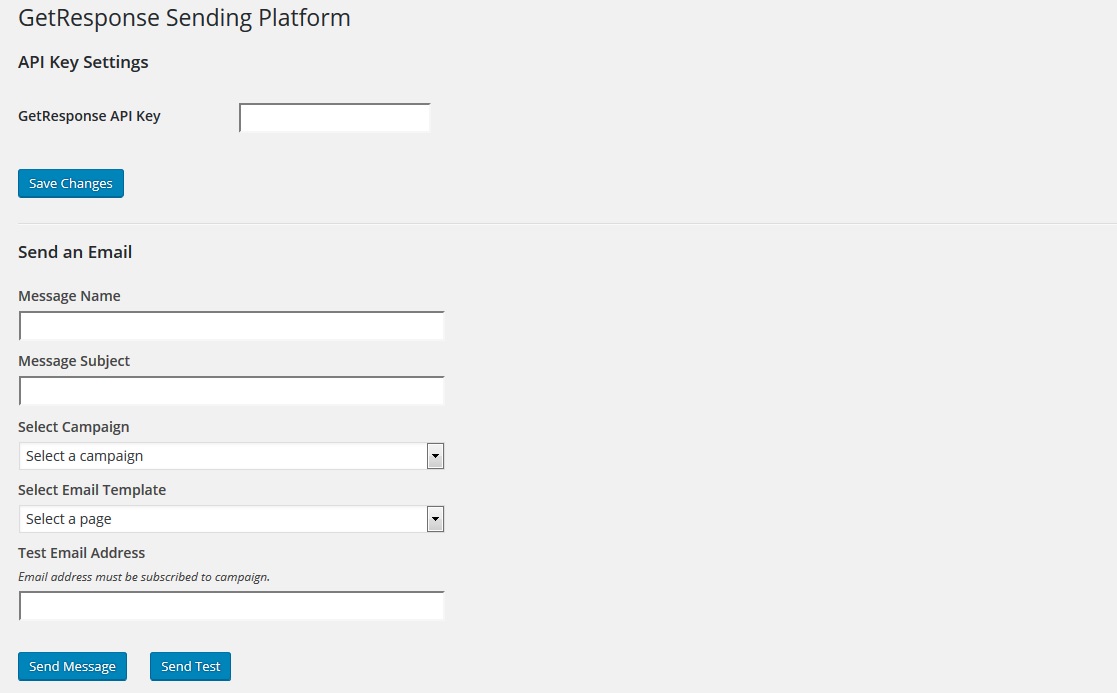 GetResponse Sending Platform
API Key Settings
GetResponse API Key
Save Changes
Send an Email
Message Name
Message Subject
Select Campaign
Select a campaign
Select Email Template
Select a page
Test Email Address
Email address must be subscribed to campaign.
Send Message Send Test